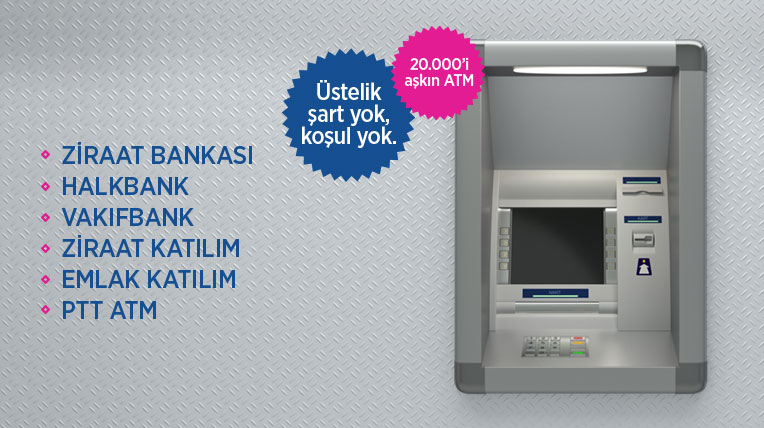 20.000'i
aşkın ATM
Üstelik
şart yok,
koşul yok.
ZİRAAT BANKASI
HALKBANK
VAKIFBANK
ZİRAAT KATILIM
EMLAK KATILIM
PTT ATM